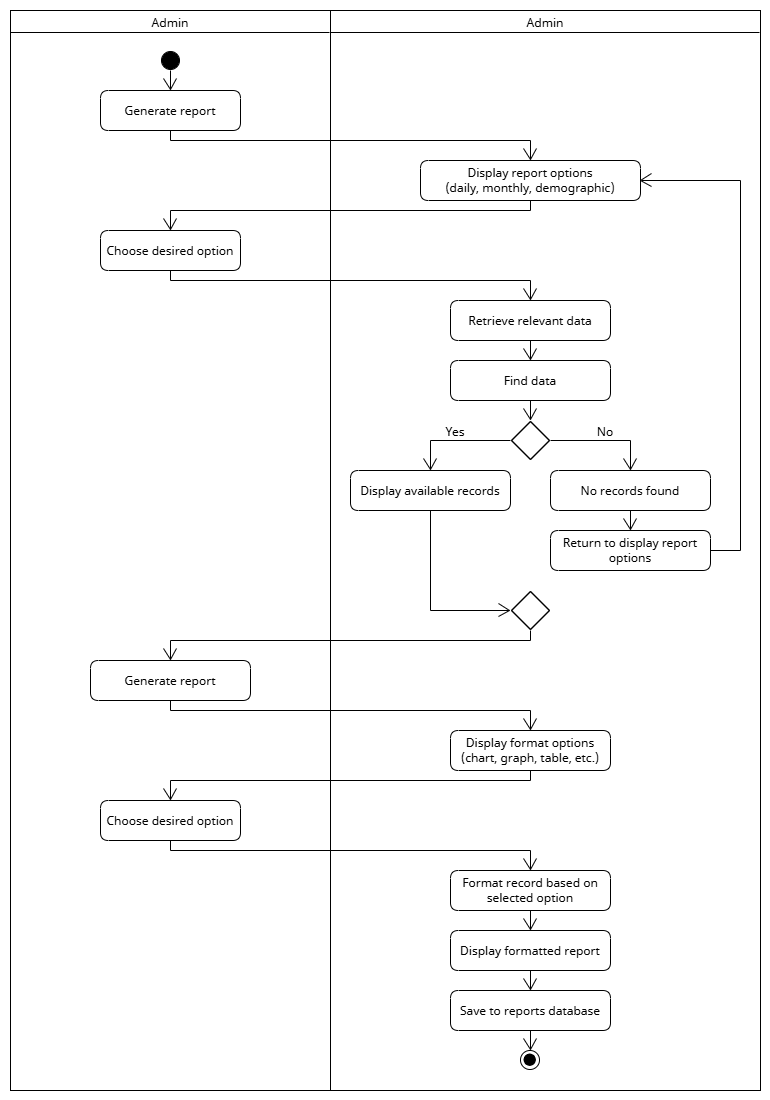 Admin
Admin
Generate report
Display report options
(daily, monthly, demographic)
Choose desired option
Retrieve relevant data
Find data
Yes
No
Display available records
No records found
Return to display report
options
Generate report
Display format options
(chart, graph, table, etc.)
Choose desired option
Format record based on
selected option
Display formatted report
Save to reports database